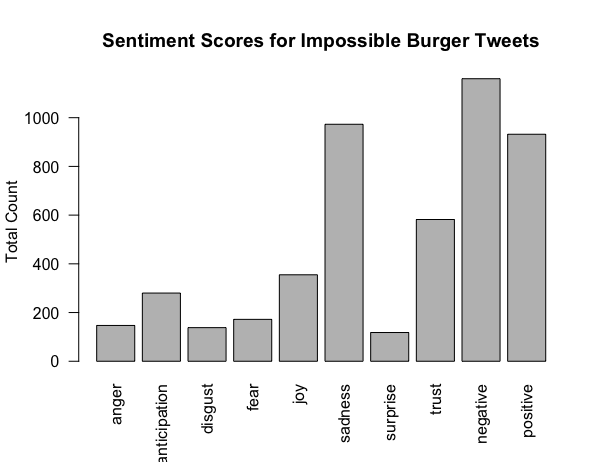 Sentiment Scores for Impossible Burger Tweets
Total Count
1000
800
600
400
200
0
anger
anticipation
disgust
fear
joy
sadness
surprise
trust
negative
positive